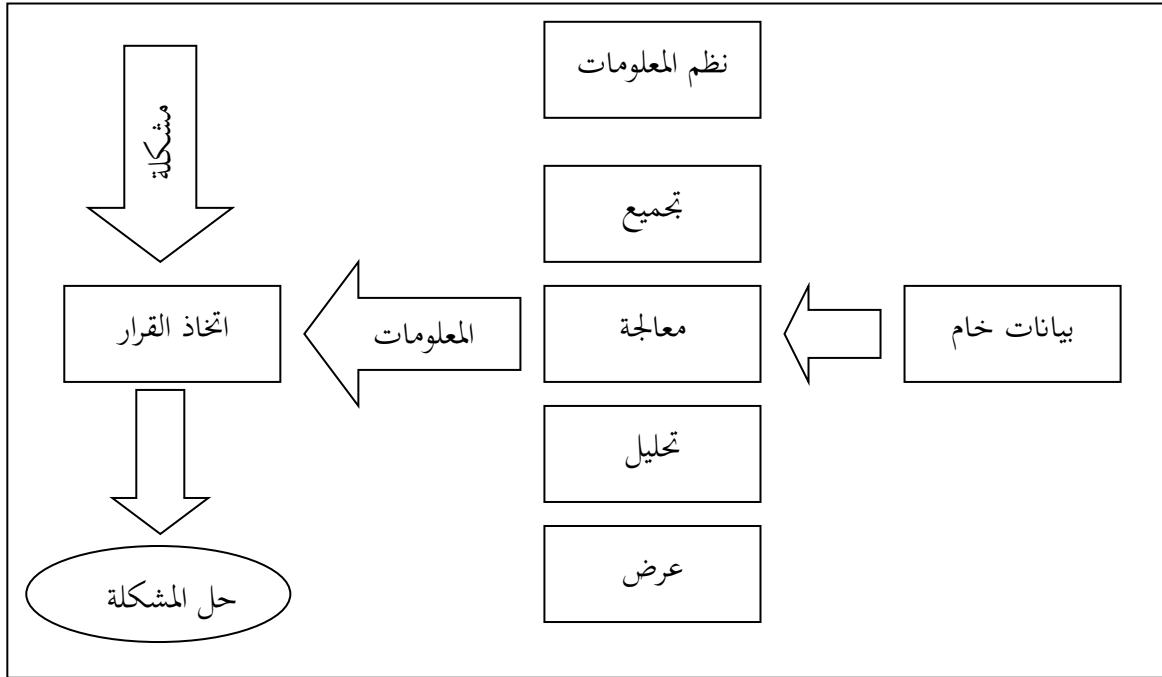 نظم المعلومات
مشكلة
تجميع
بيانات خام
معالجة
المعلومات
اتخاذ القرار
تحليل
عرض
حل المشكلة